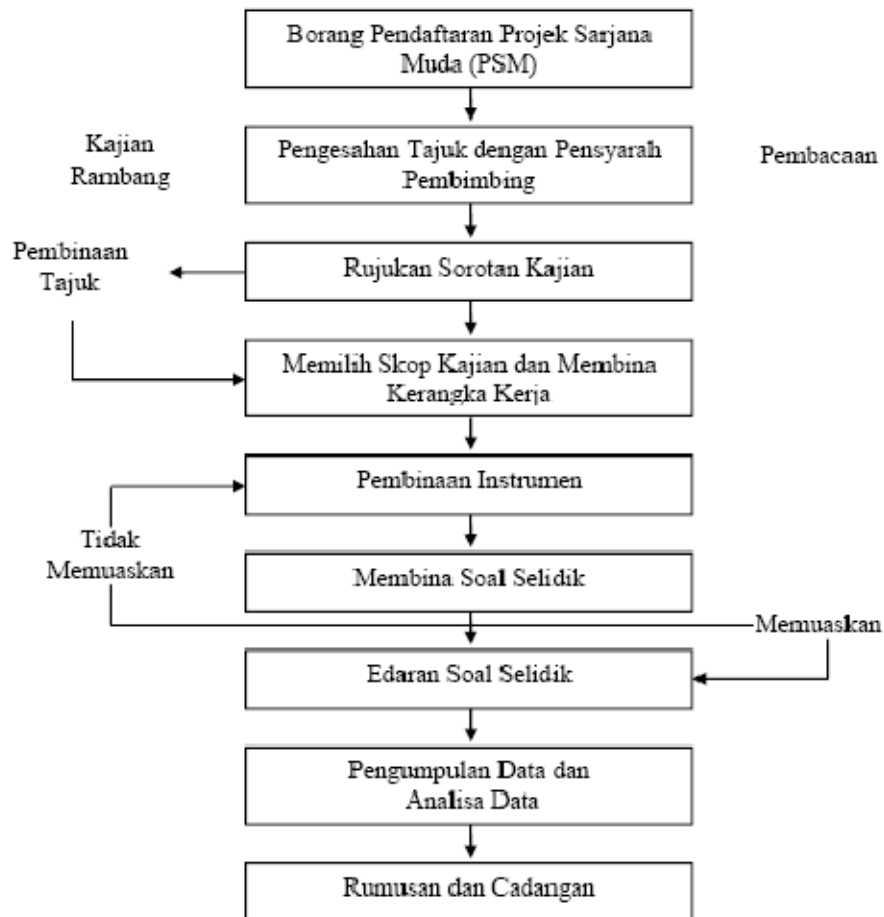 Borang Pendaftaran Projek Sarjana
Muda (PSM)
Kajian
Rambang
Pengesahan Tajuk dengan Pensyarah
Pembimbing
Pembacaan
Pembinaan
Tajuk
Rujukan Sorotan Kajian
Memilih Skop Kajian dan Membina
Kerangka Kerja
Pembinaan Instrumen
Tidak
Memuaskan
Membina Soal Selidik
Memuaskan
Edaran Soal Selidik
Pengumpulan Data dan
Analisa Data
Rumusan dan Cadangan